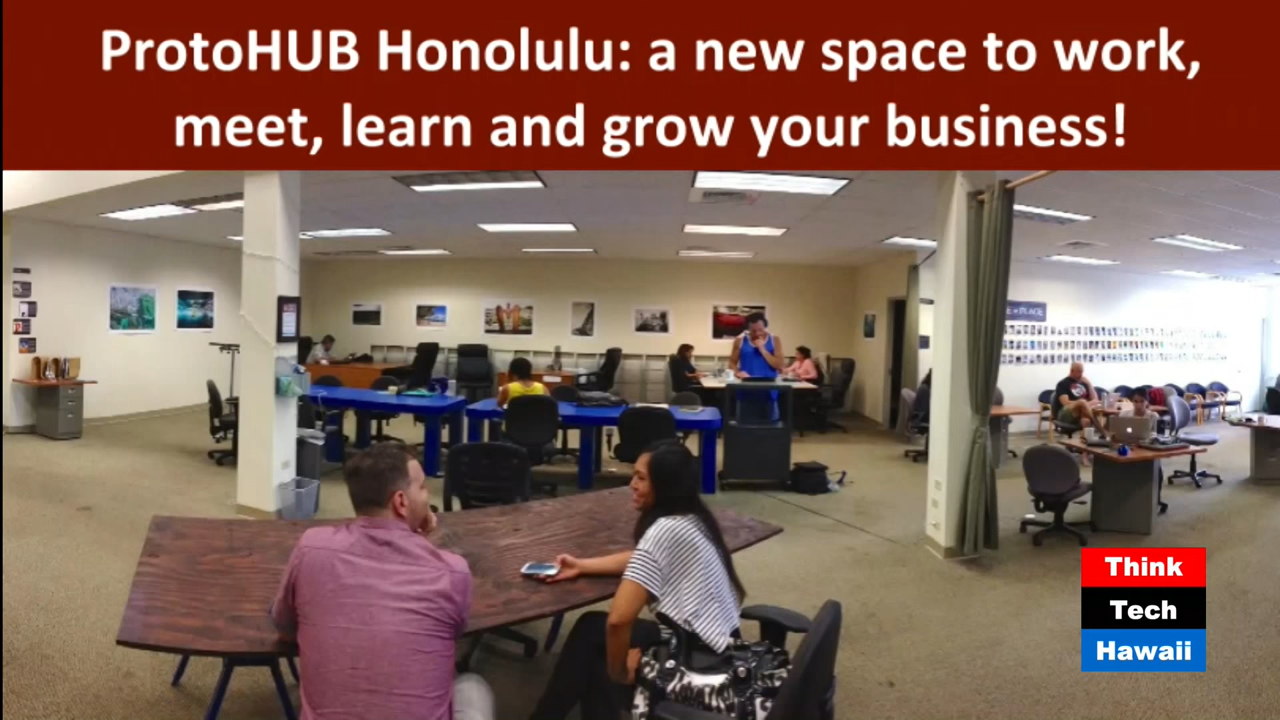 ProtoHUB Honolulu: a new space to work,
meet, learn and grow your business!
Think
Tech
Hawaii